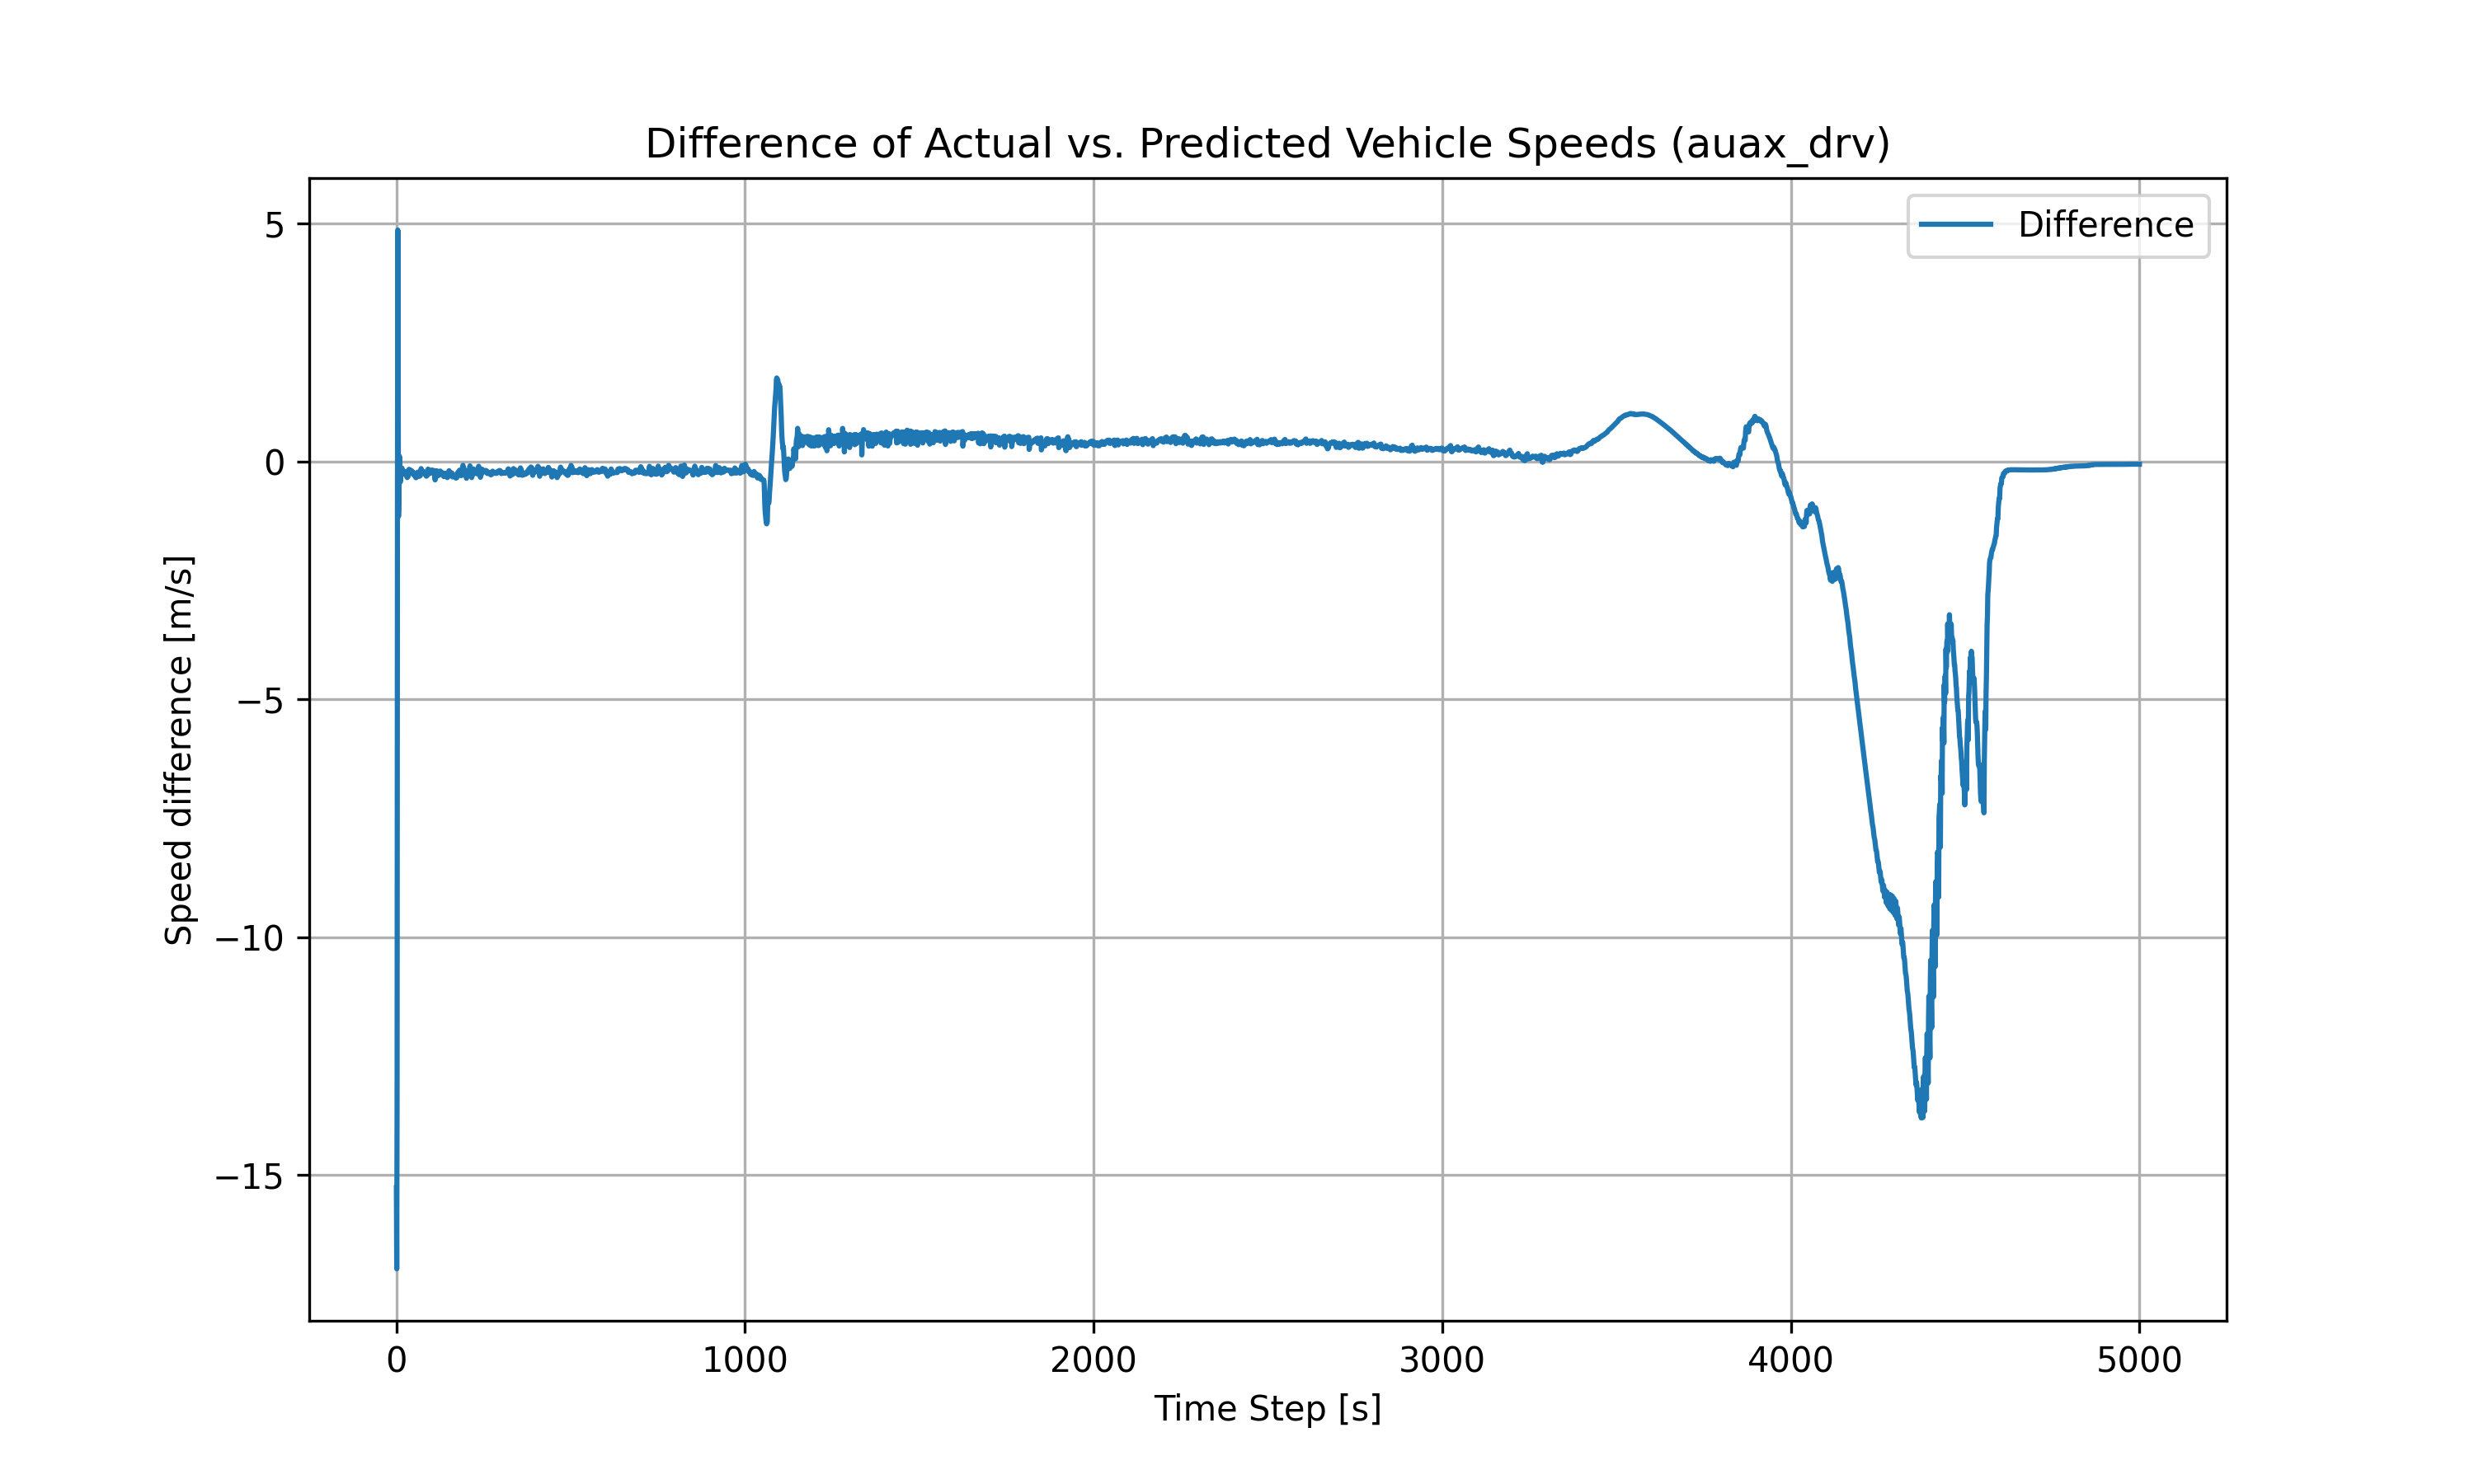 Difference of Actual vs. Predicted Vehicle Speeds (auax_drv)
Difference
5
0
−5
−10
−15
Speed difference [m/s]
0 1000 2000 3000 4000 5000
Time Step [s]